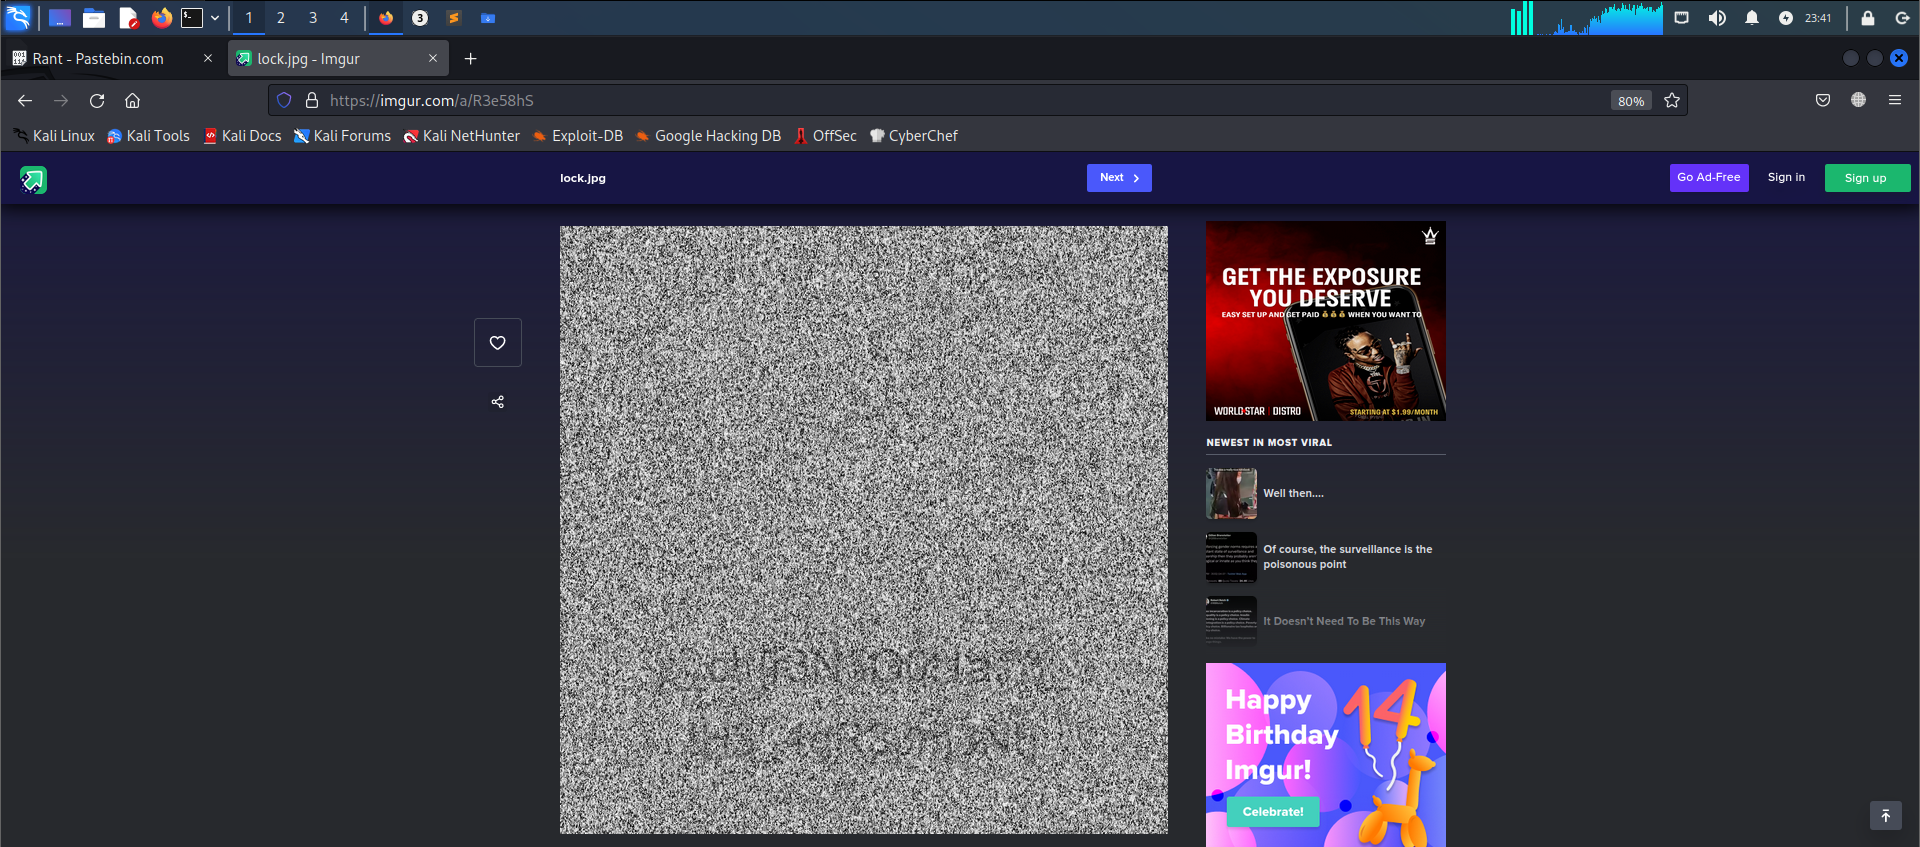 1 2 3 4 3 23:41
Rant - Pastebin.com lock.jpg - Imgur
https://imgur.com/a/R3e58hS 80%
Kali Linux Kali Tools Kali Docs Kali Forums Kali NetHunter Exploit-DB Google Hacking DB OffSec CyberChef
lock.jpg Next Go Ad-Free Sign in Sign up
GET THE EXPOSURE
YOU DESERVE
EASY SET UP AND GET PAID 💰💰💰 WHEN YOU WANT TO
WORLDSTAR | DISTRO STARTING AT $1.99/MONTH
NEWEST IN MOST VIRAL
Well then....
Of course, the surveillance is the
poisonous point
It Doesn't Need To Be This Way
Happy
Birthday
Imgur!
14
Celebrate!